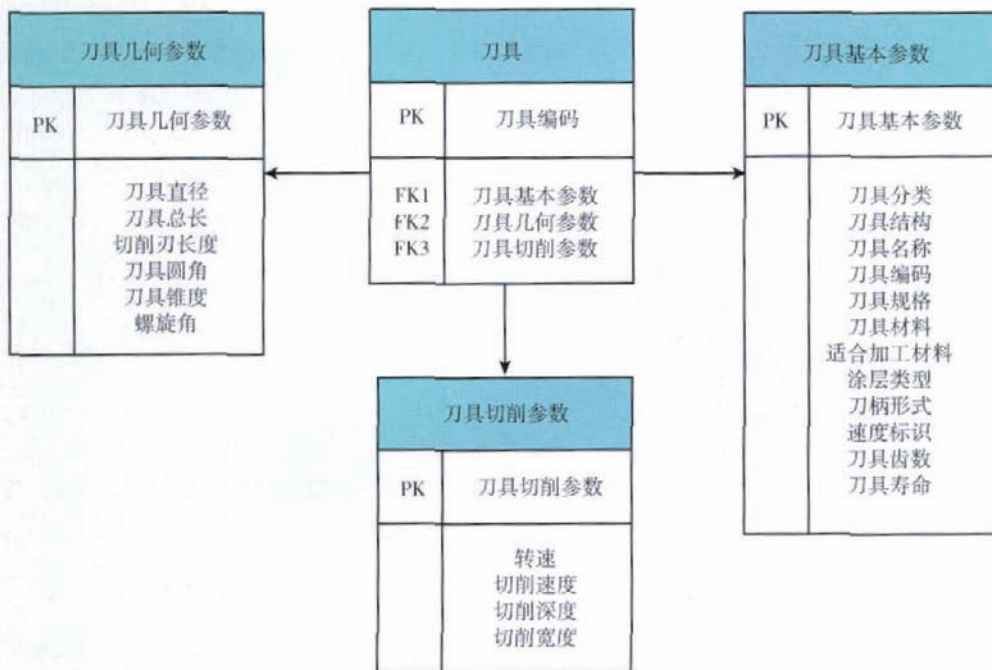 刀具几何参数
PK 刀具几何参数
刀具直径
刀具总长
切削刃长度
刀具圆角
刀具锥度
螺旋角
刀具
PK 刀具编码
FK1 刀具基本参数
FK2 刀具几何参数
FK3 刀具切削参数
刀具基本参数
PK 刀具基本参数
刀具分类
刀具结构
刀具名称
刀具编码
刀具规格
刀具材料
适合加工材料
涂层类型
刀柄形式
速度标识
刀具齿数
刀具寿命
刀具切削参数
PK 刀具切削参数
转速
切削速度
切削深度
切削宽度